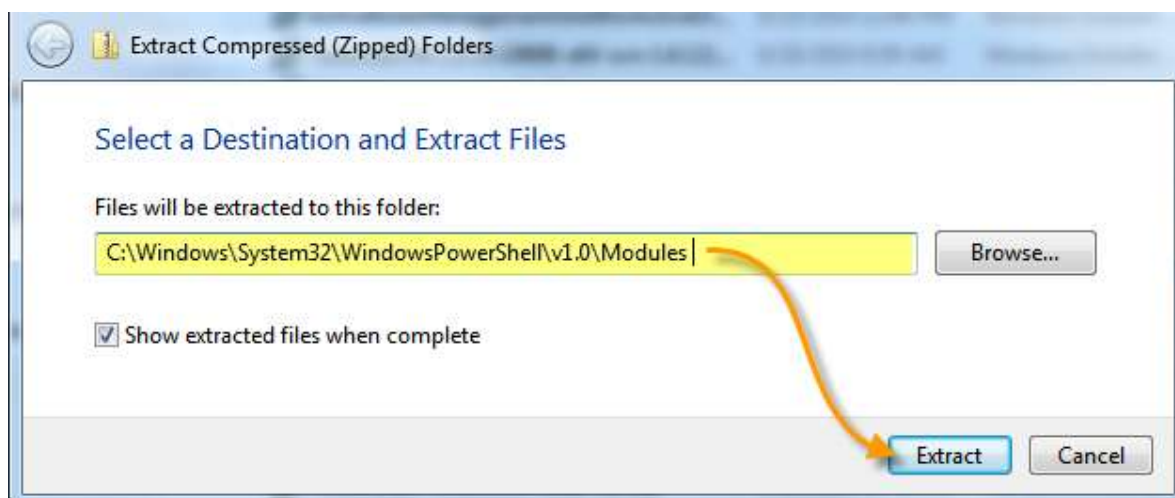 Extract Compressed (Zipped) Folders
Select a Destination and Extract Files
Files will be extracted to this folder:
C:\Windows\System32\WindowsPowerShell\v1.0\Modules
Browse...
Show extracted files when complete
Extract
Cancel